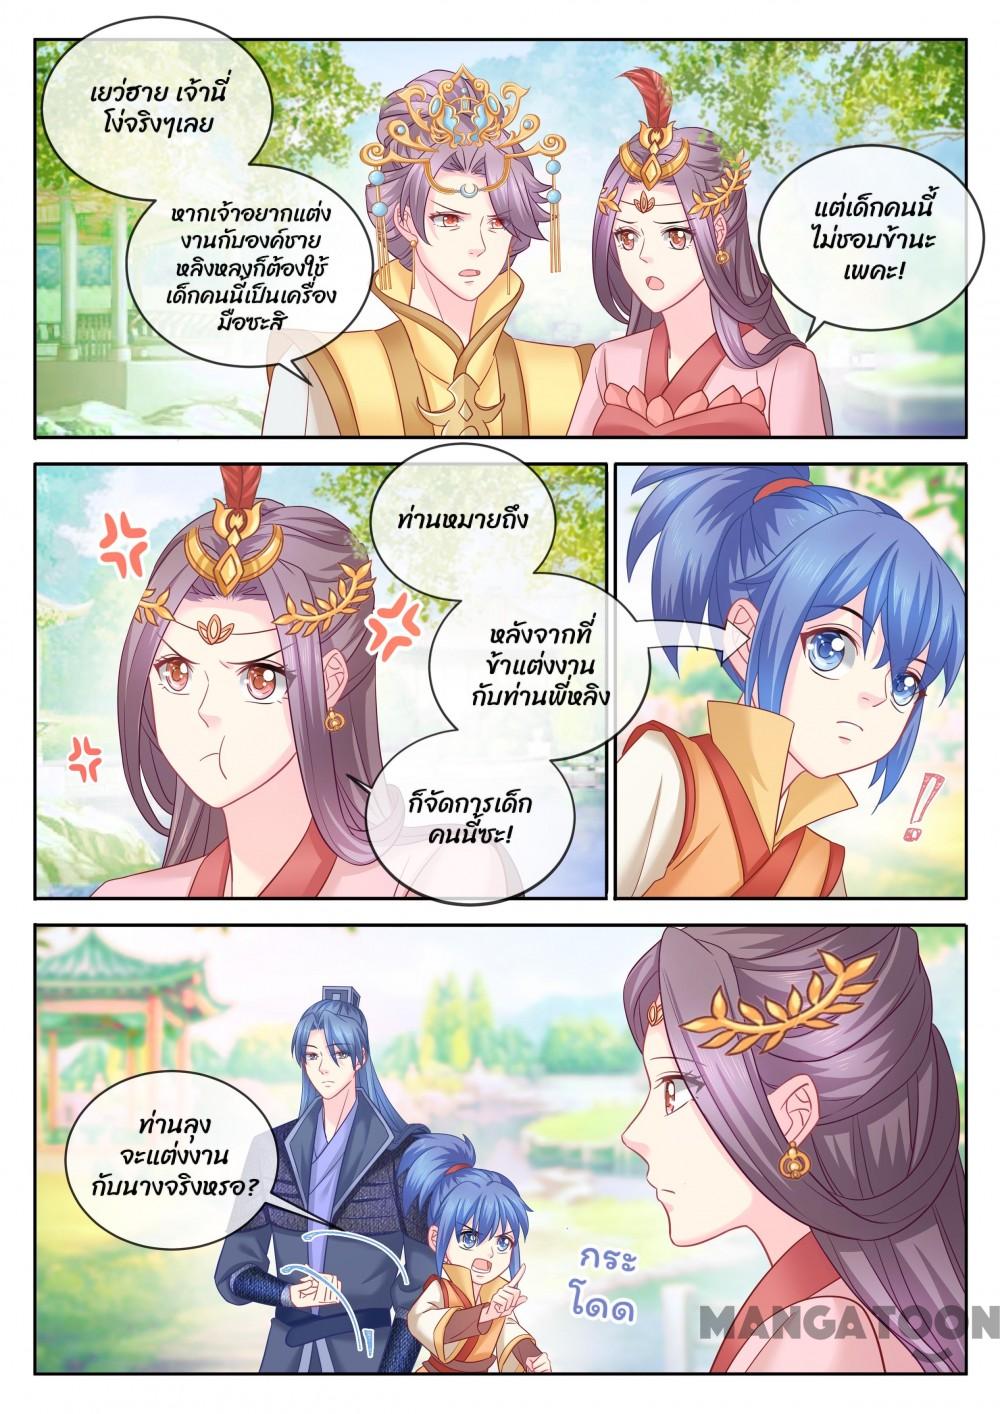 เยว่ฮาย เจ้านี่
โง่จริงๆเลย
หากเจ้าอยากแต่ง
งานกับองค์ชาย
หลิงหลงก็ต้องใช้
เด็กคนนี้เป็นเครื่อง
มือซะสิ
แต่เด็กคนนี้
ไม่ชอบข้านะ
เพคะ!
ท่านหมายถึง
หลังจากที่
ข้าแต่งงาน
กับท่านพี่หลิง
ก็จัดการเด็ก
คนนี้ซะ!
!!
ท่านลุง
จะแต่งงาน
กับนางจริงหรอ?
กระ
โดด
MANGATOON